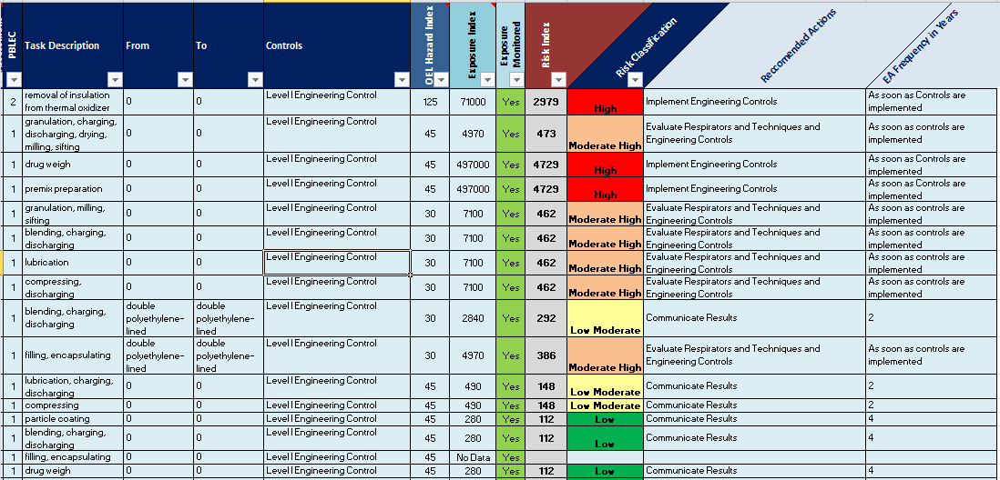 PBLEC Task Description From To Controls OEL Hazard Index Exposure Index Exposure Monitored Risk Index Risk Classification Reccomended Actions EA Frequency in Years
2 removal of insulation from thermal oxidizer 0 0 Level I Engineering Control 125 71000 Yes 2979 High Implement Engineering Controls As soon as Controls are implemented
1 granulation, charging, discharging, drying, milling, sifting 0 0 Level I Engineering Control 45 4970 Yes 473 Moderate High Evaluate Respirators and Techniques and Engineering Controls As soon as controls are implemented
1 drug weigh 0 0 Level I Engineering Control 45 497000 Yes 4729 High Implement Engineering Controls As soon as Controls are implemented
1 premix preparation 0 0 Level I Engineering Control 45 497000 Yes 4729 High Implement Engineering Controls As soon as Controls are implemented
1 granulation, milling, sifting 0 0 Level I Engineering Control 30 7100 Yes 462 Moderate High Evaluate Respirators and Techniques and Engineering Controls As soon as controls are implemented
1 blending, charging, discharging 0 0 Level I Engineering Control 30 7100 Yes 462 Moderate High Evaluate Respirators and Techniques and Engineering Controls As soon as controls are implemented
1 lubrication 0 0 Level I Engineering Control 30 7100 Yes 462 Moderate High Evaluate Respirators and Techniques and Engineering Controls As soon as controls are implemented
1 compressing, discharging 0 0 Level I Engineering Control 30 7100 Yes 462 Moderate High Evaluate Respirators and Techniques and Engineering Controls As soon as controls are implemented
1 blending, charging, discharging double polyethylene-lined double polyethylene-lined Level I Engineering Control 30 2840 Yes 292 Low Moderate Communicate Results 2
1 filling, encapsulating double polyethylene-lined double polyethylene-lined Level I Engineering Control 30 4970 Yes 386 Moderate High Evaluate Respirators and Techniques and Engineering Controls As soon as controls are implemented
1 lubrication, charging, discharging 0 0 Level I Engineering Control 45 490 Yes 148 Low Moderate Communicate Results 2
1 compressing 0 0 Level I Engineering Control 45 490 Yes 148 Low Moderate Communicate Results 2
1 particle coating 0 0 Level I Engineering Control 45 280 Yes 112 Low Communicate Results 4
1 blending, charging, discharging 0 0 Level I Engineering Control 45 280 Yes 112 Low Communicate Results 4
1 filling, encapsulating 0 0 Level I Engineering Control 45 No Data Yes
1 drug weigh 0 0 Level I Engineering Control 45 280 Yes 112 Low Communicate Results 4